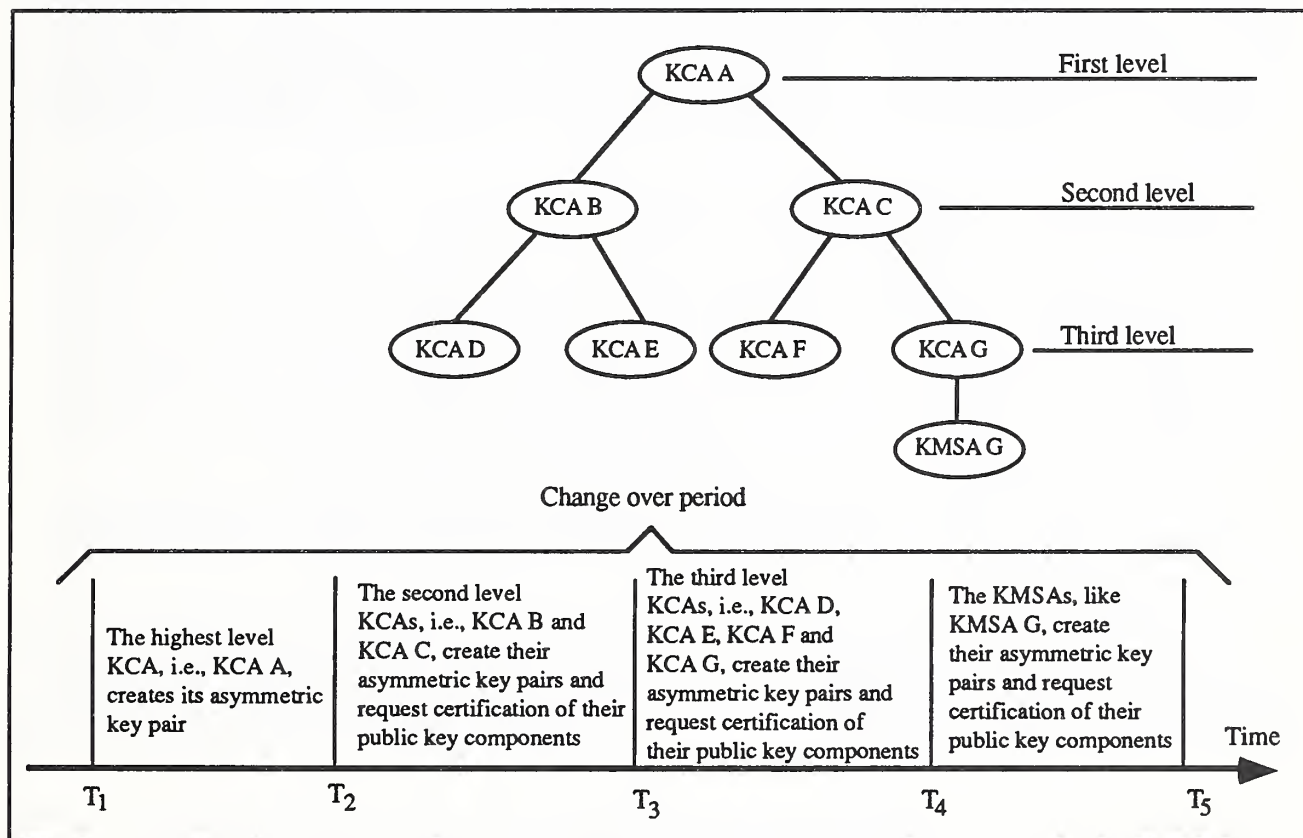 KCA A
First level
KCA B
KCA C
Second level
KCA D
KCA E
KCA F
KCA G
Third level
KMSA G
Change over period
The highest level
KCA, i.e., KCA A,
creates its asymmetric
key pair
The second level
KCAs, i.e., KCA B and
KCA C, create their
asymmetric key pairs and
request certification of their
public key components
The third level
KCAs, i.e., KCA D,
KCA E, KCA F and
KCA G, create their
asymmetric key pairs and
request certification of
their public key components
The KMSAs, like
KMSA G, create
their asymmetric key
pairs and request
certification of their
public key components
Time
T1
T2
T3
T4
T5